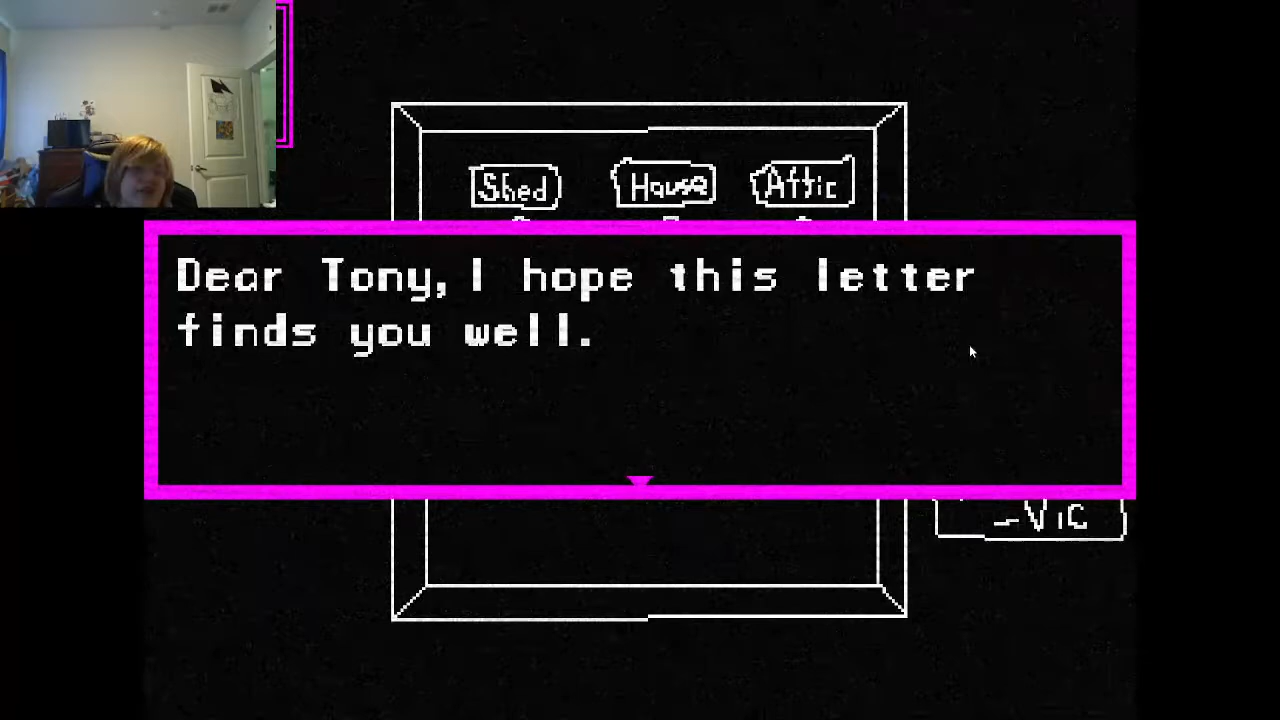 Shed House Attic
Dear Tony, I hope this letter
finds you well.
-Vic